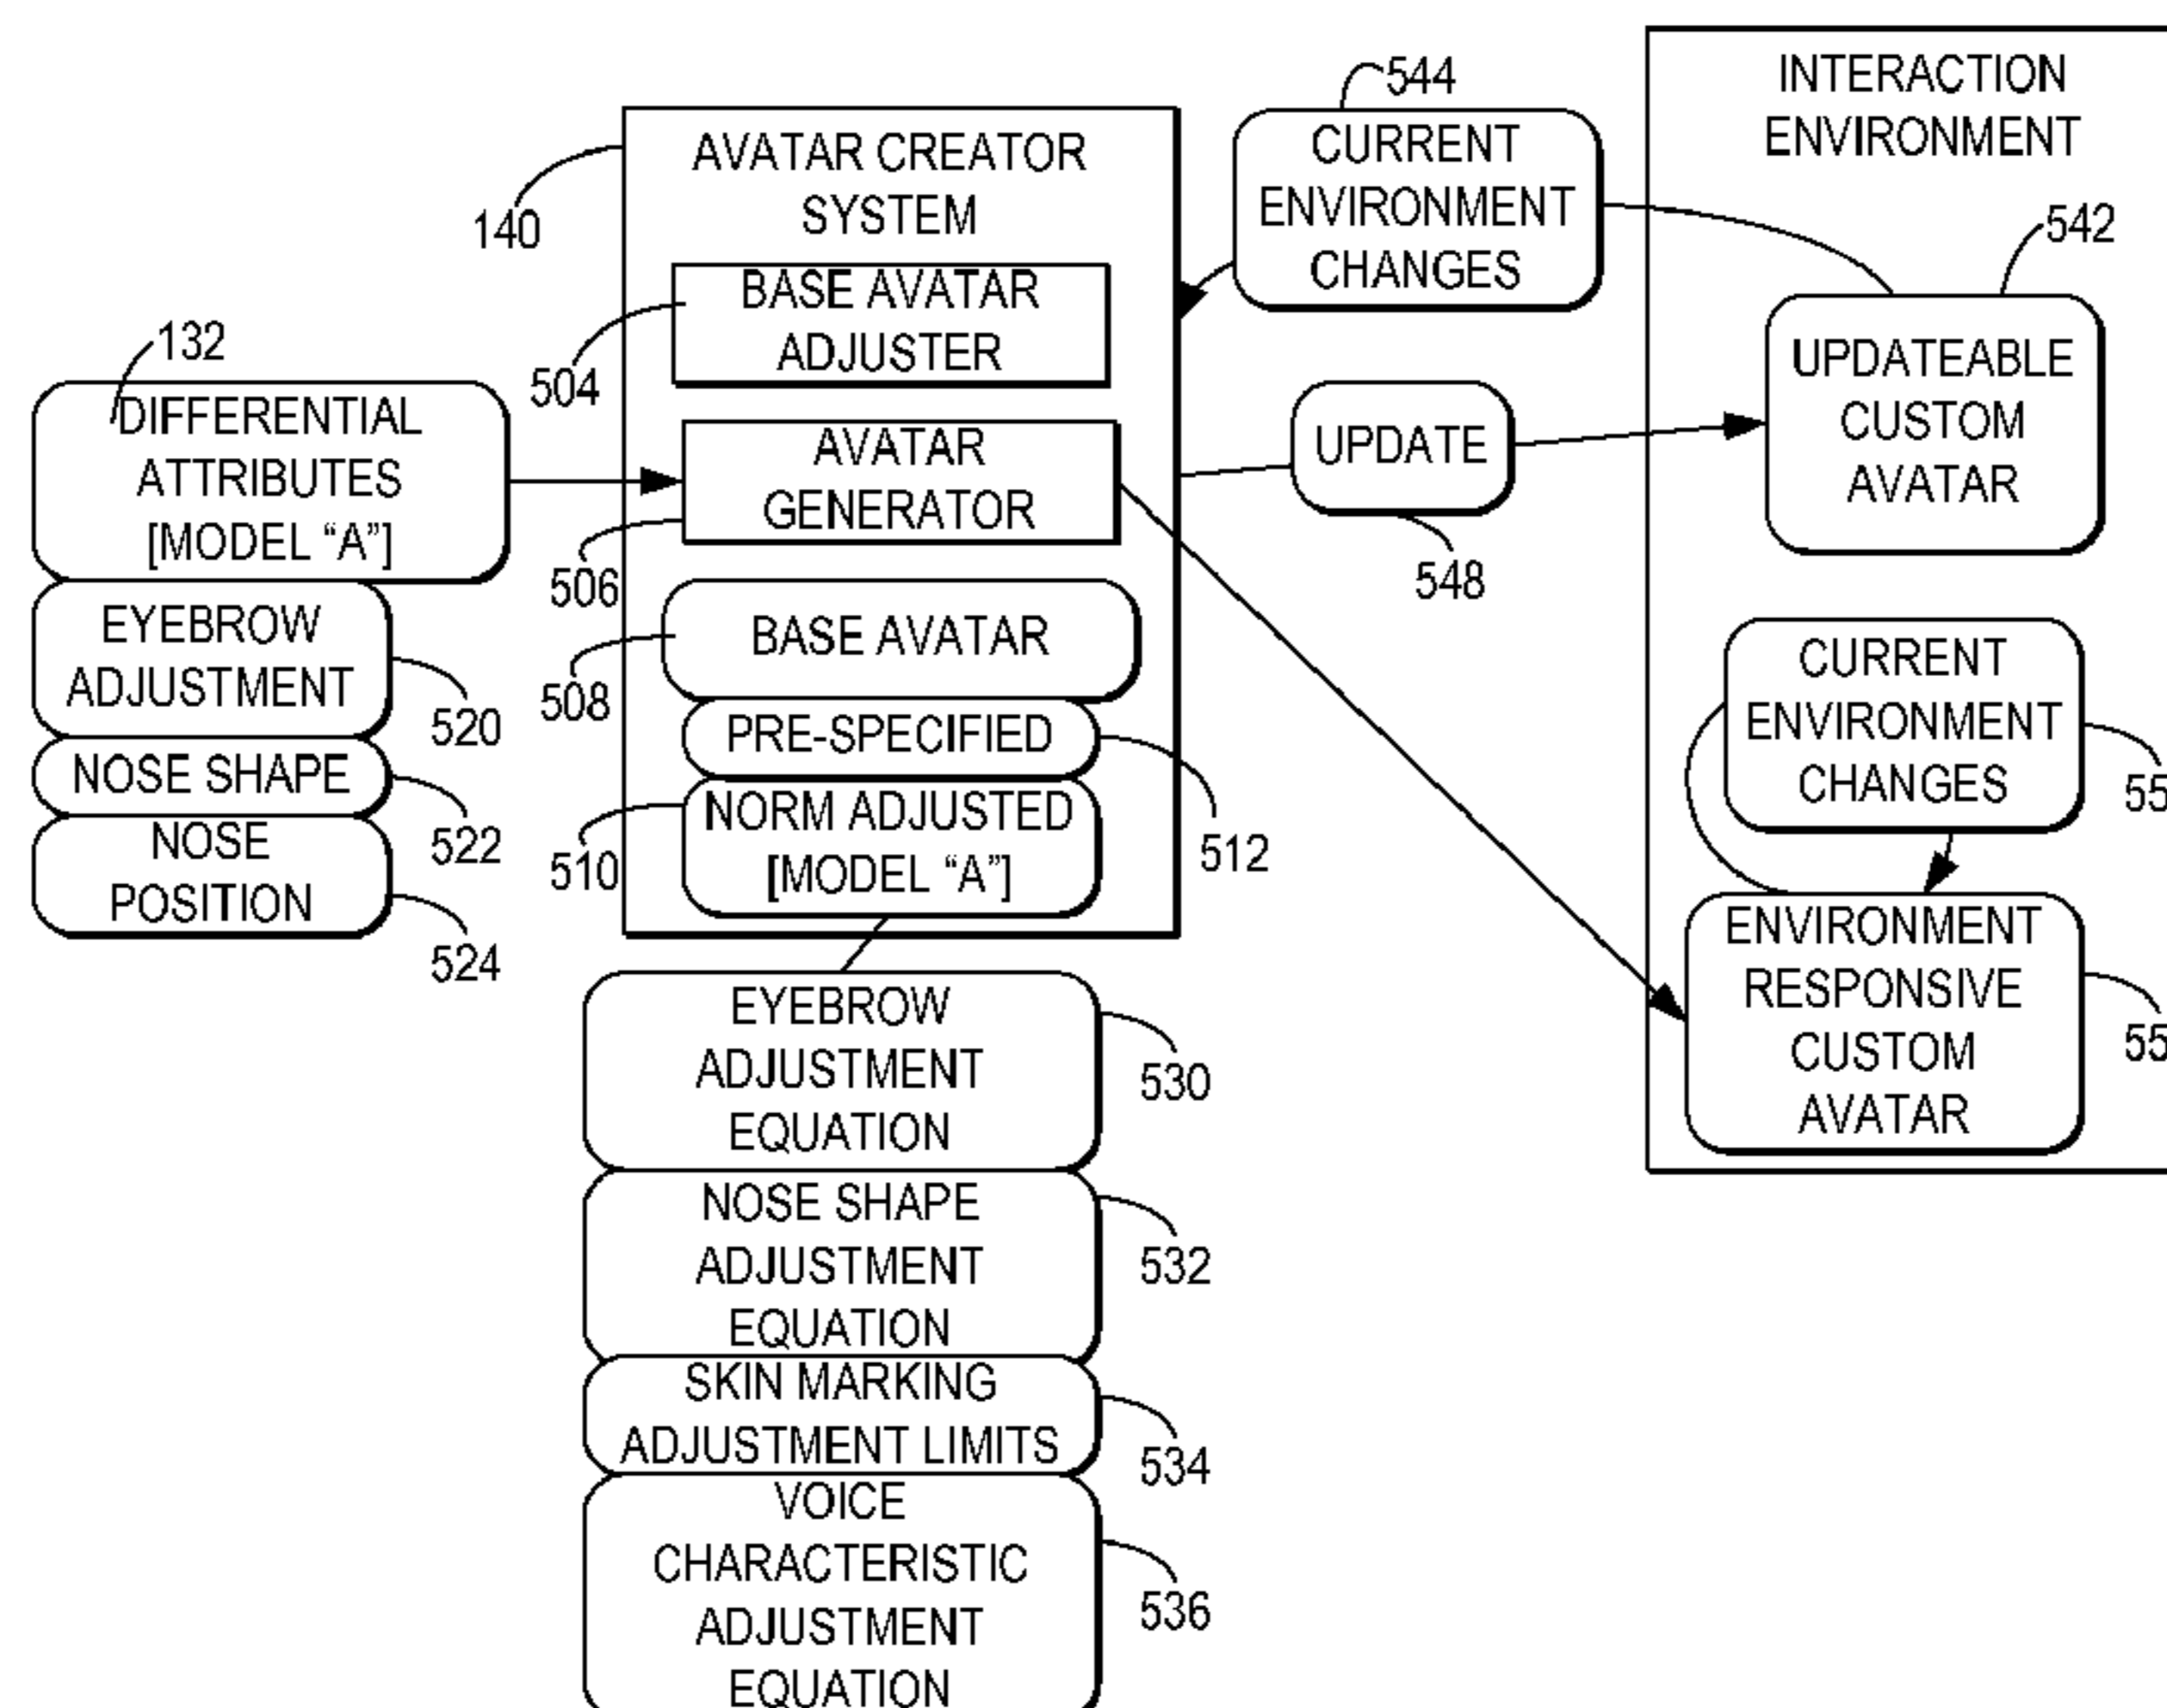 132
DIFFERENTIAL
ATTRIBUTES
[MODEL “A”]
EYEBROW
ADJUSTMENT
520
NOSE SHAPE
522
NOSE
POSITION
524
140
AVATAR CREATOR
SYSTEM
BASE AVATAR
ADJUSTER
504
AVATAR
GENERATOR
506
BASE AVATAR
508
PRE-SPECIFIED
512
NORM ADJUSTED
[MODEL “A”]
510
EYEBROW
ADJUSTMENT
EQUATION
530
NOSE SHAPE
ADJUSTMENT
EQUATION
532
SKIN MARKING
ADJUSTMENT LIMITS
534
VOICE
CHARACTERISTIC
ADJUSTMENT
EQUATION
536
544
CURRENT
ENVIRONMENT
CHANGES
UPDATE
548
INTERACTION
ENVIRONMENT
542
UPDATEABLE
CUSTOM
AVATAR
CURRENT
ENVIRONMENT
CHANGES
ENVIRONMENT
RESPONSIVE
CUSTOM
AVATAR